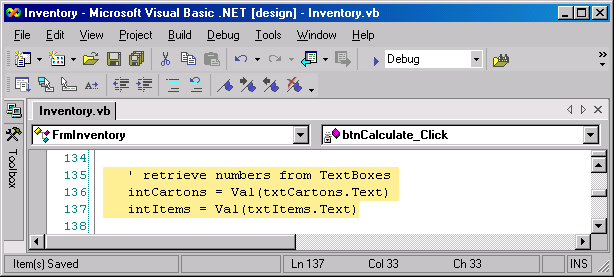 Inventory - Microsoft Visual Basic .NET [design] - Inventory.vb
File Edit View Project Build Debug Tools Window Help
Debug
A
Inventory.vb
Toolbox
FrmInventory btnCalculate_Click
134
135 ' retrieve numbers from TextBoxes
136 intCartons = Val(txtCartons.Text)
137 intItems = Val(txtItems.Text)
138
Item(s) Saved Ln 137 Col 33 Ch 33 INS